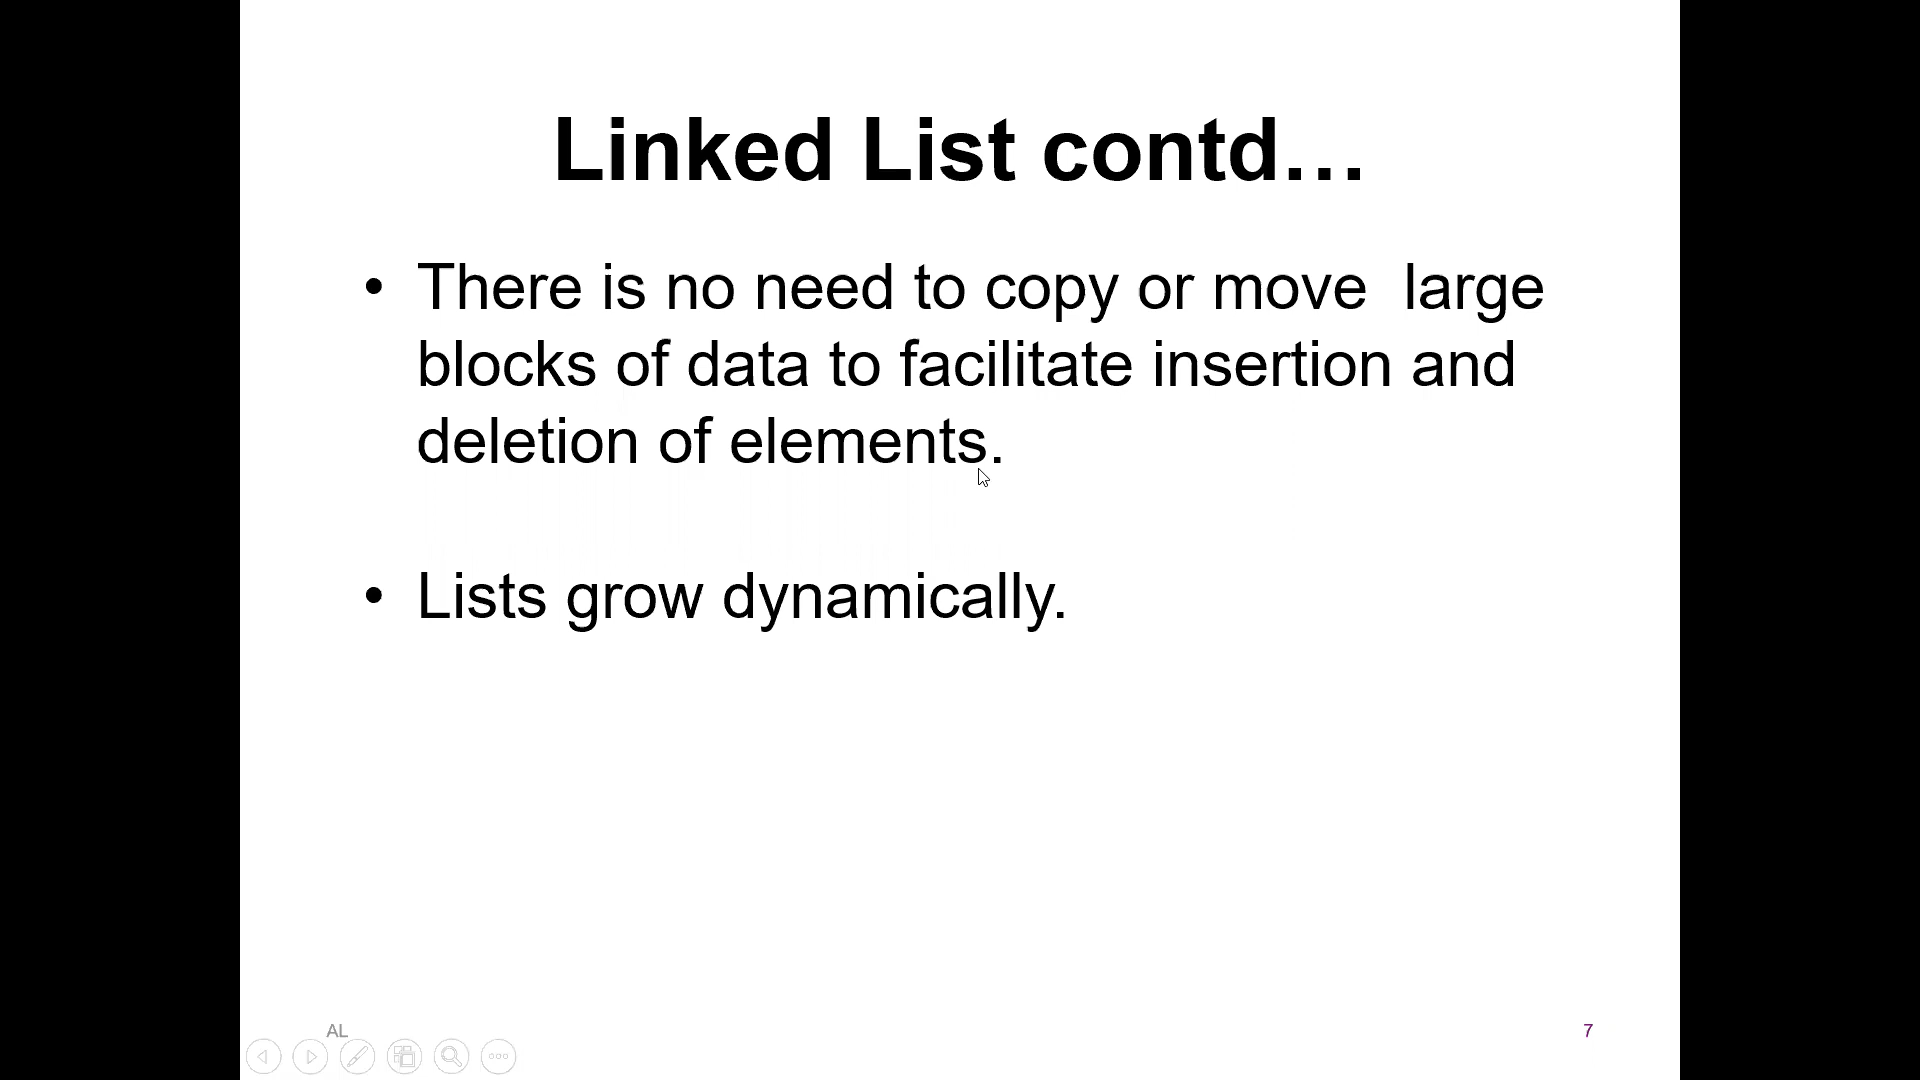 Linked List contd…
• There is no need to copy or move  large
blocks of data to facilitate insertion and
deletion of elements.
• Lists grow dynamically.
AL
7